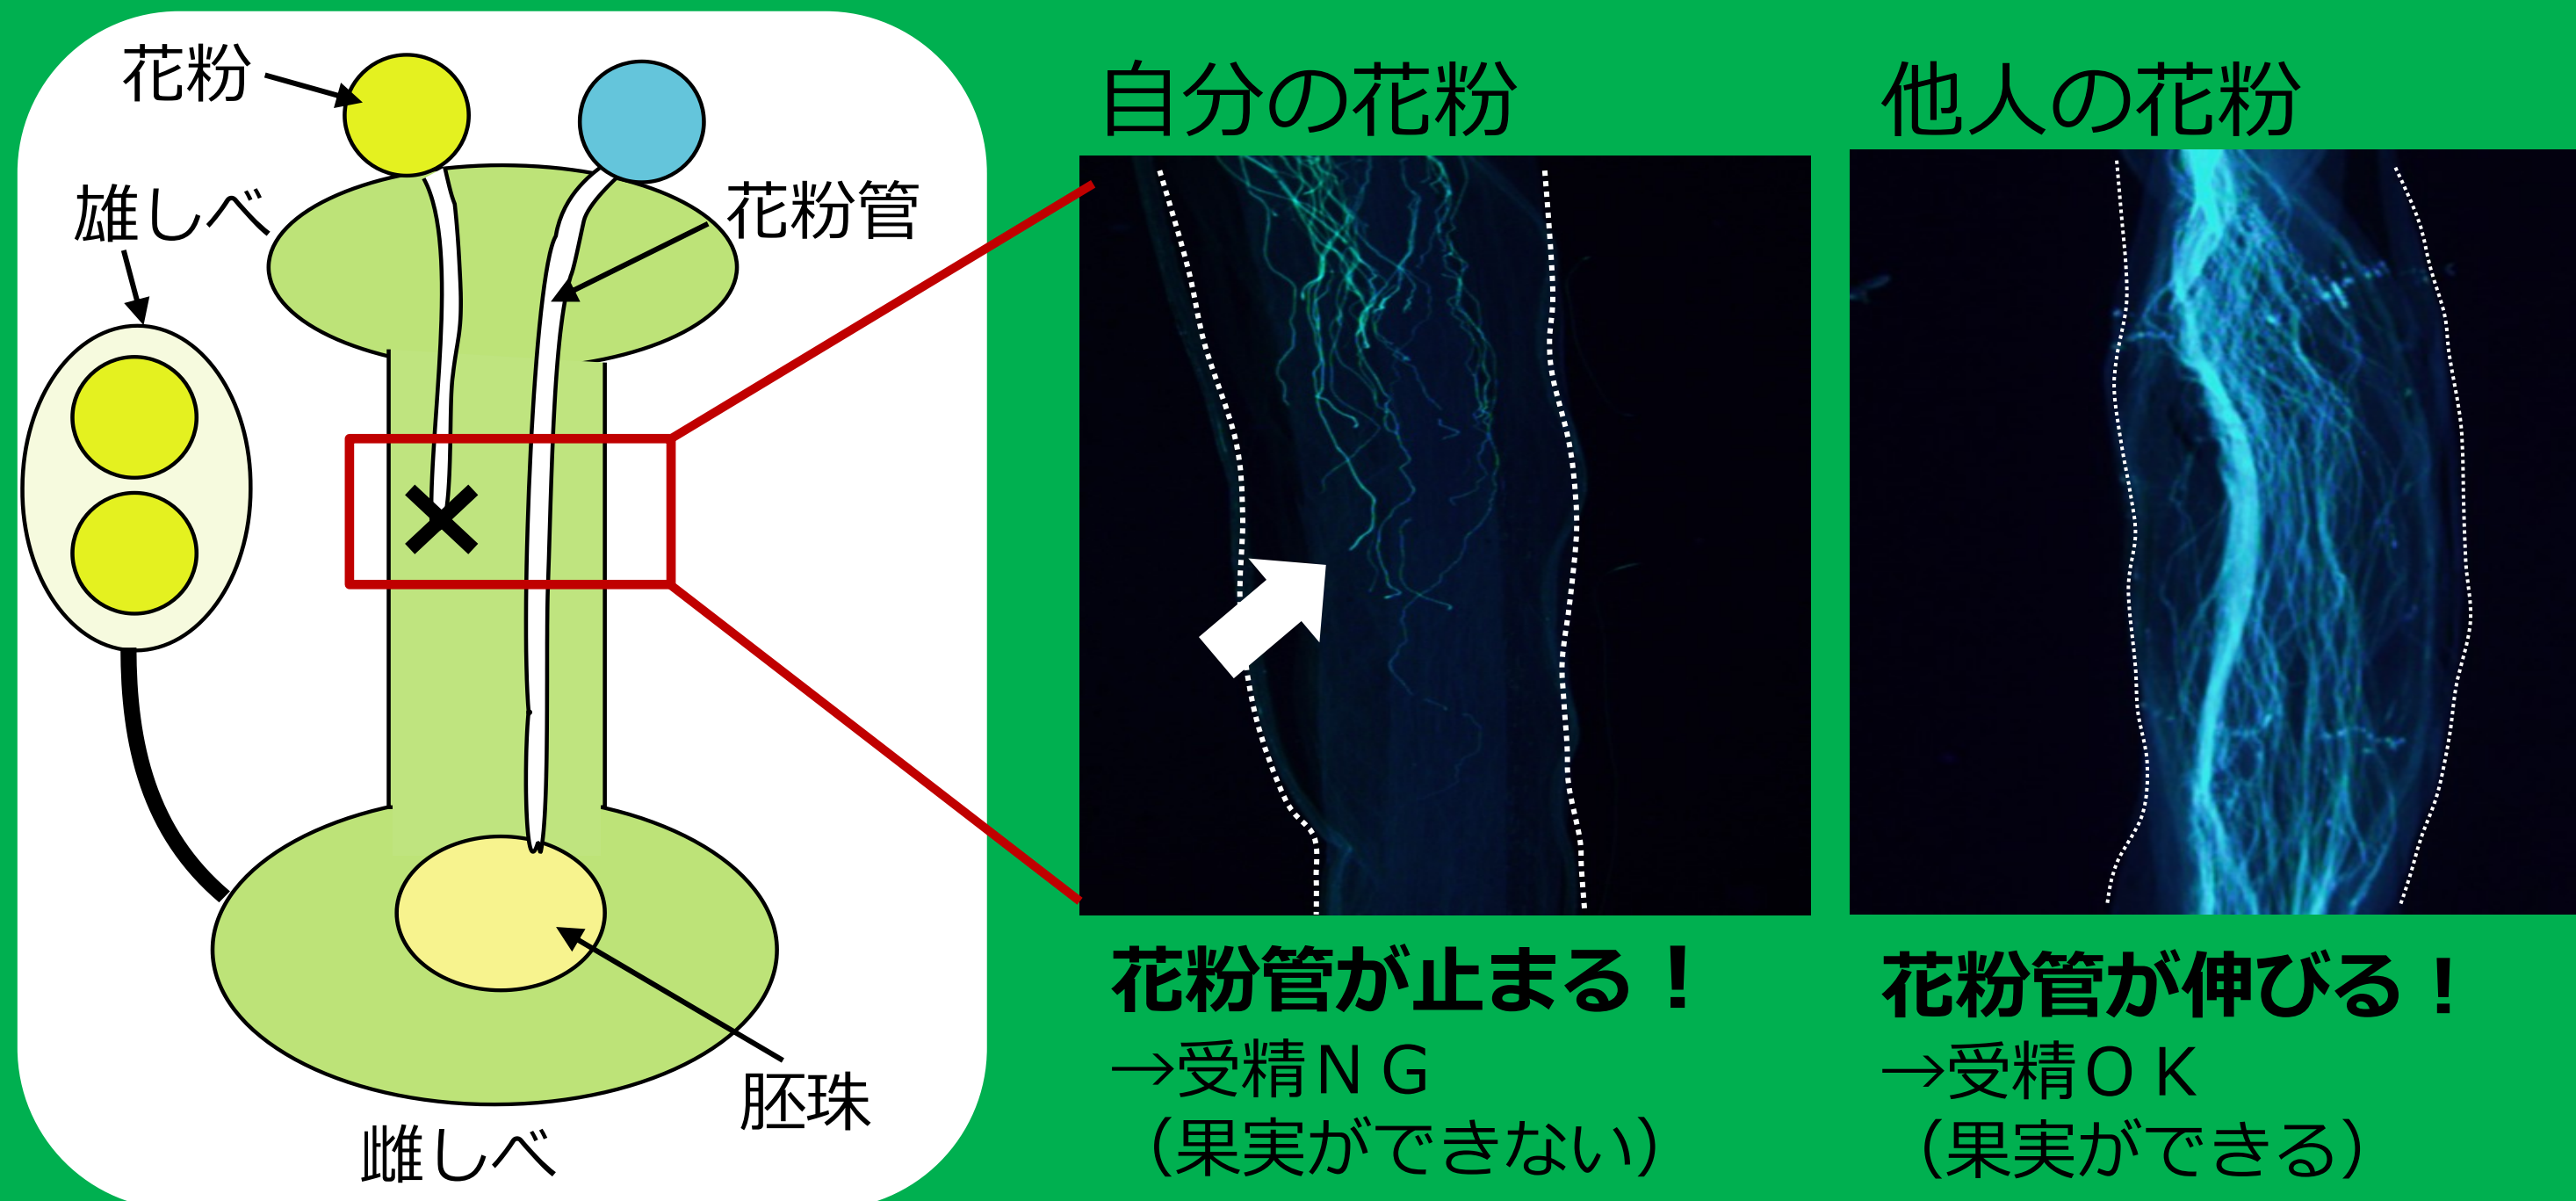 花粉
雄しべ
花粉管
胚珠
雌しべ
自分の花粉
花粉管が止まる！
→受精ＮＧ
（果実ができない）
他人の花粉
花粉管が伸びる！
→受精ＯＫ
（果実ができる）